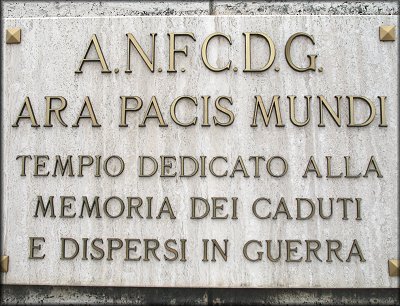 A.N.F.C.D.G.
ARA PACIS MUNDI
TEMPIO DEDICATO ALLA
MEMORIA DEI CADUTI
E DISPERSI IN GUERRA